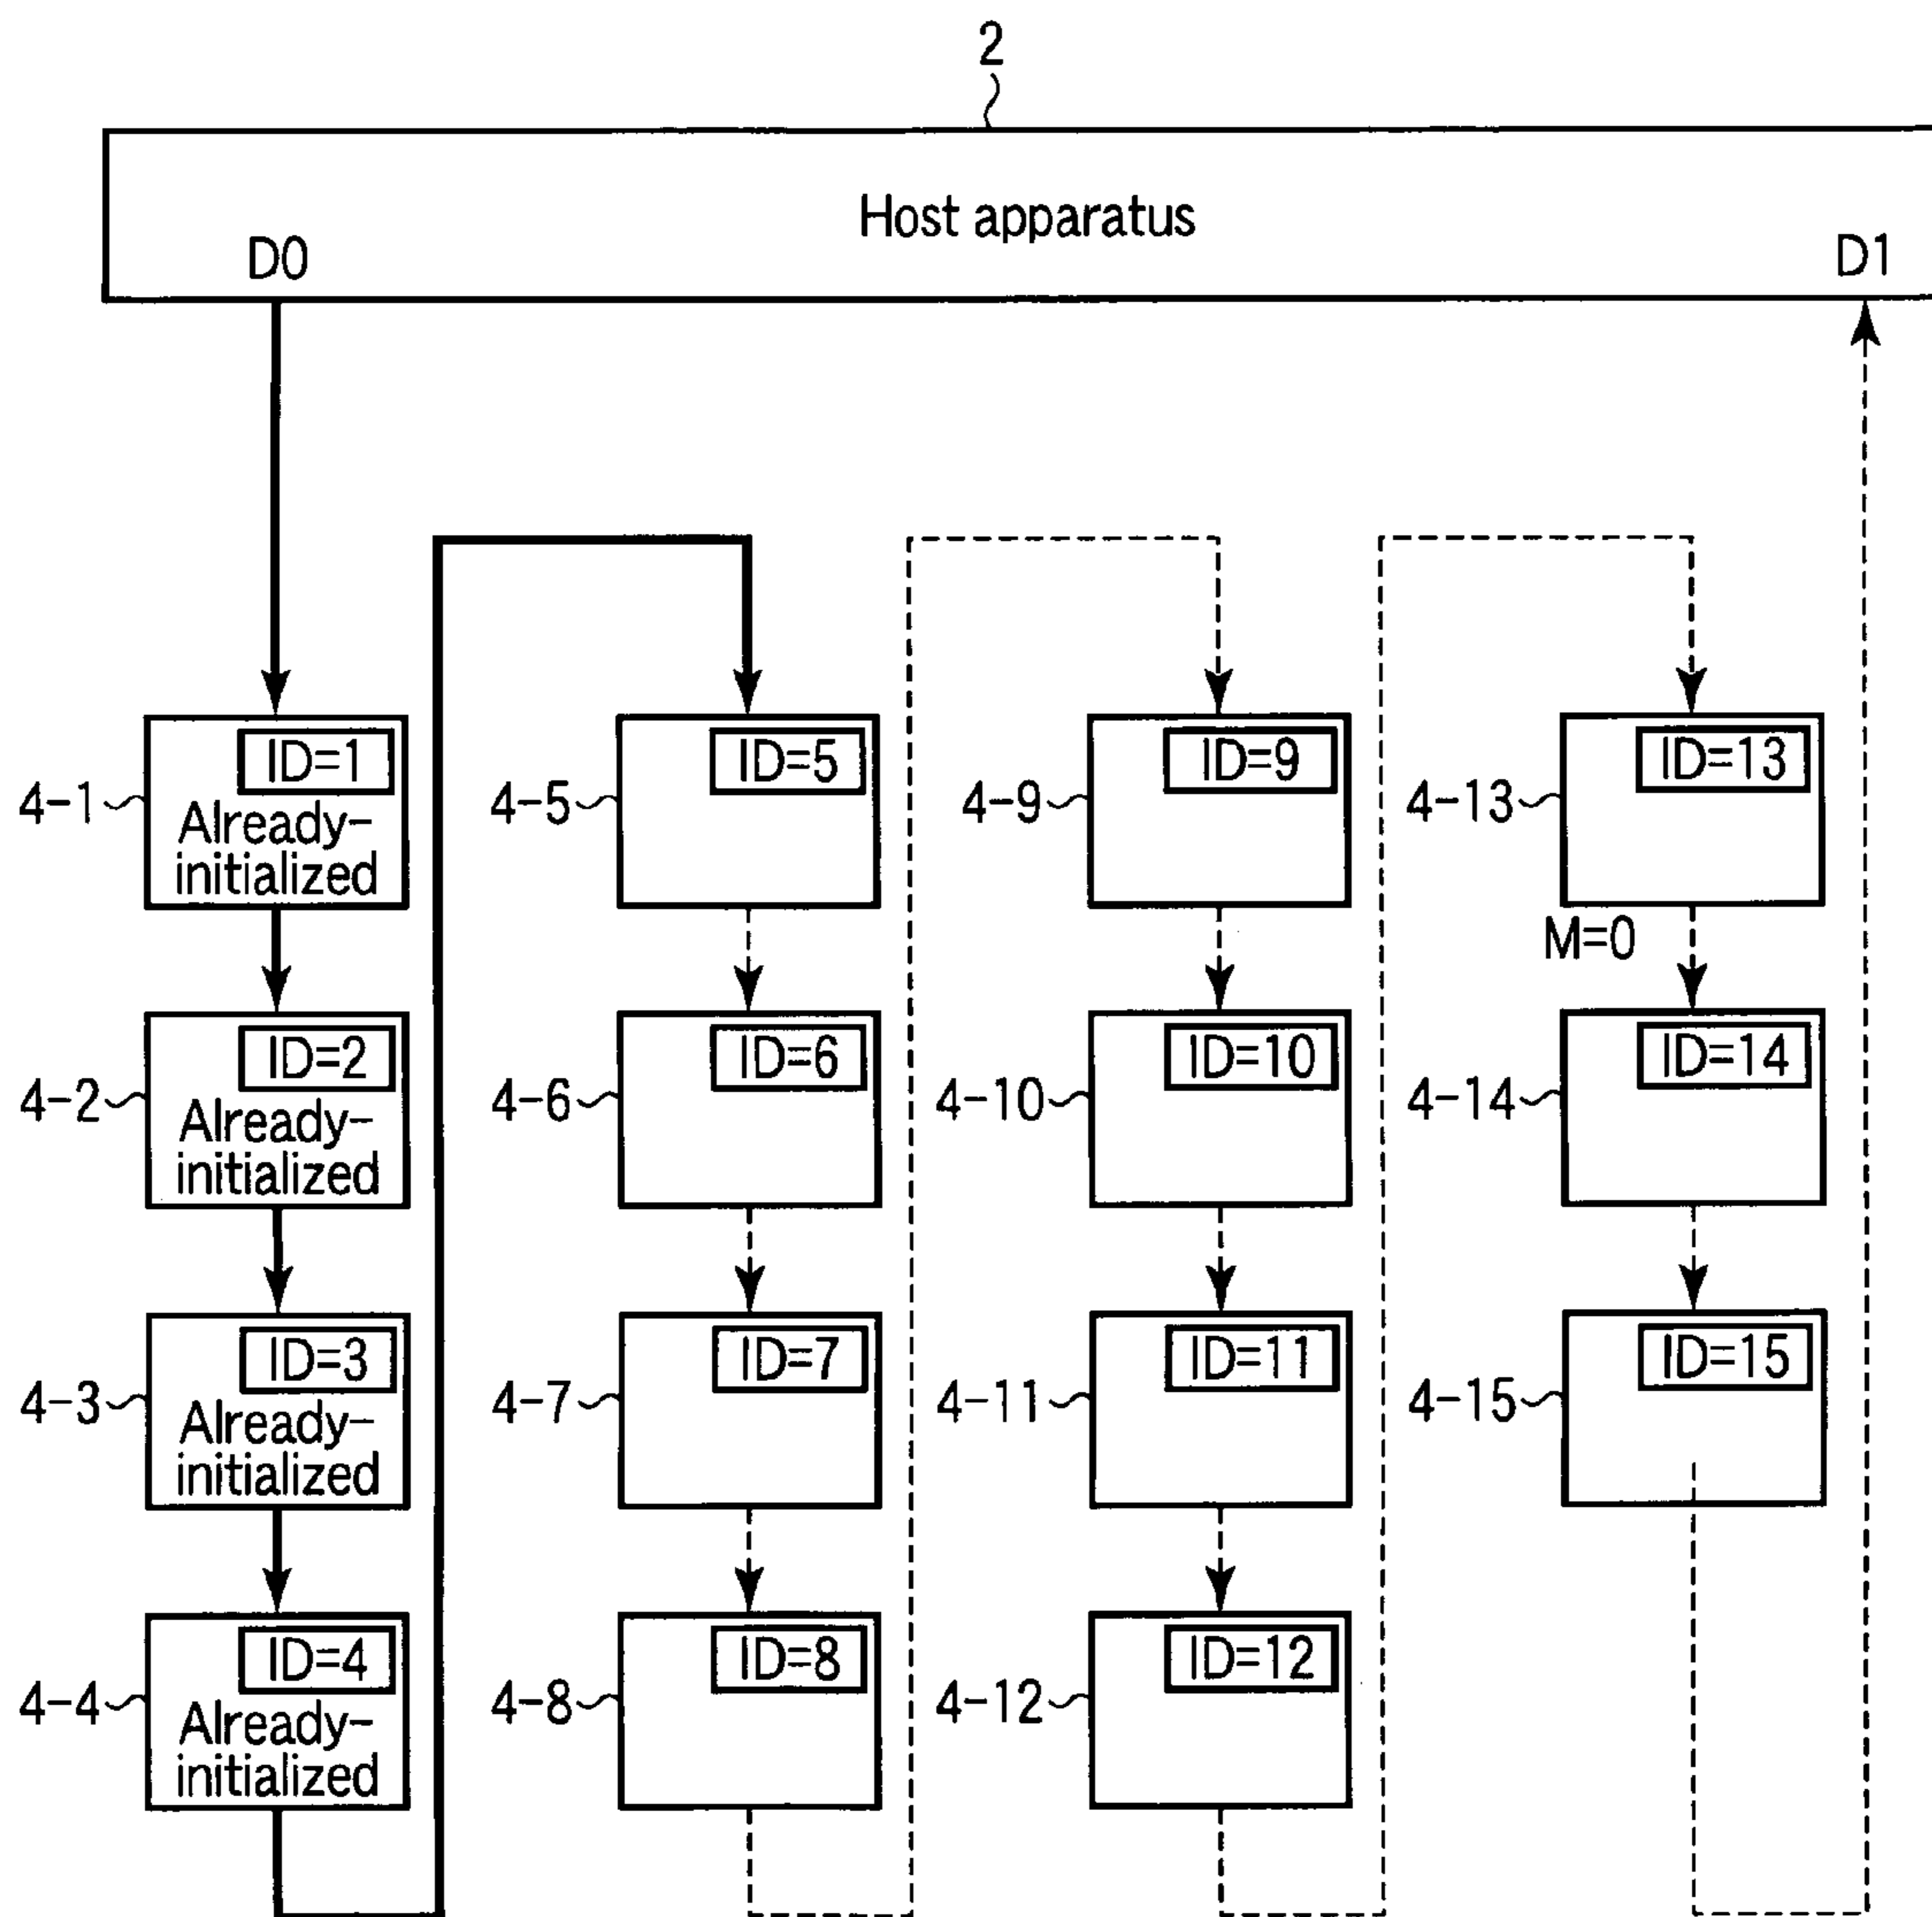 2
Host apparatus
D0
D1
4-1
ID=1
Already-
initialized
4-5
ID=5
4-9
ID=9
4-13
ID=13
M=0
4-2
ID=2
Already-
initialized
4-6
ID=6
4-10
ID=10
4-14
ID=14
4-3
ID=3
Already-
initialized
4-7
ID=7
4-11
ID=11
4-15
ID=15
4-4
ID=4
Already-
initialized
4-8
ID=8
4-12
ID=12